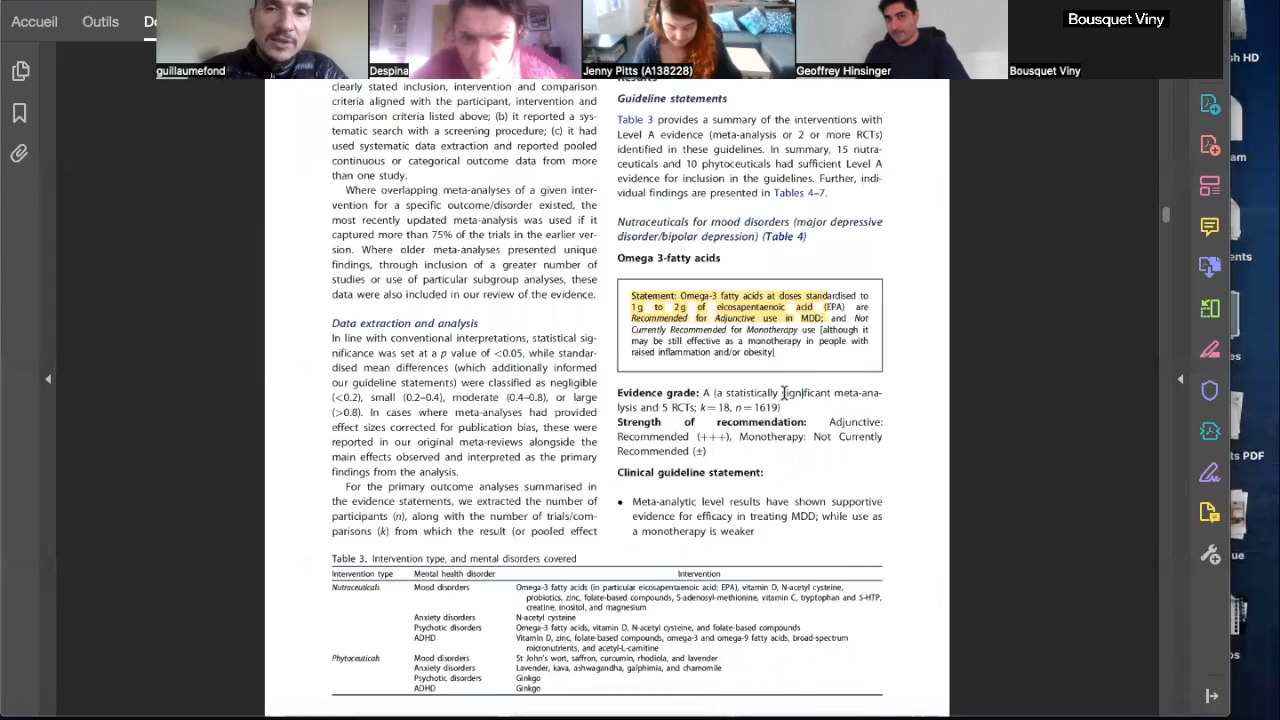 Accueil Outils Do
guillaumefond
Despina
Jenny Pitts (A138228)
Geoffrey Hinsinger
Bousquet Viny
Bousquet Viny
clearly stated inclusion, intervention and comparison
criteria aligned with the participant, intervention and
comparison criteria listed above; (b) it reported a sys-
tematic search with a screening procedure; (c) it had
used systematic data extraction and reported pooled
continuous or categorical outcome data from more
than one study.
Where overlapping meta-analyses of a given inter-
vention for a specific outcome/disorder existed, the
most recently updated meta-analysis was used if it
captured more than 75% of the trials in the earlier ver-
sion. Where older meta-analyses presented unique
findings, through inclusion of a greater number of
studies or use of particular subgroup analyses, these
data were also included in our review of the evidence.
Data extraction and analysis
In line with conventional interpretations, statistical sig-
nificance was set at a p value of <0.05, while standar-
dised mean differences (which additionally informed
our guideline statements) were classified as negligible
(<0.2), small (0.2–0.4), moderate (0.4–0.8), or large
(>0.8). In cases where meta-analyses had provided
effect sizes corrected for publication bias, these were
reported in our original meta-reviews alongside the
main effects observed and interpreted as the primary
findings from the analysis.
For the primary outcome analyses summarised in
the evidence statements, we extracted the number of
participants (n), along with the number of trials/com-
parisons (k) from which the result (or pooled effect
Results
Guideline statements
Table 3 provides a summary of the interventions with
Level A evidence (meta-analysis or 2 or more RCTs)
identified in these guidelines. In summary, 15 nutra-
ceuticals and 10 phytoceuticals had sufficient Level A
evidence for inclusion in the guidelines. Further, indi-
vidual findings are presented in Tables 4–7.
Nutraceuticals for mood disorders (major depressive
disorder/bipolar depression) (Table 4)
Omega 3-fatty acids
Statement: Omega-3 fatty acids at doses standardised to
1 g to 2 g of eicosapentaenoic acid (EPA) are
Recommended for Adjunctive use in MDD; and Not
Currently Recommended for Monotherapy use [although it
may be still effective as a monotherapy in people with
raised inflammation and/or obesity]
Evidence grade: A (a statistically significant meta-ana-
lysis and 5 RCTs; k = 18, n = 1619)
Strength of recommendation: Adjunctive:
Recommended (+++), Monotherapy: Not Currently
Recommended (±)
Clinical guideline statement:
• Meta-analytic level results have shown supportive
evidence for efficacy in treating MDD; while use as
a monotherapy is weaker
Table 3. Intervention type, and mental disorders covered
Intervention type Mental health disorder Intervention
Nutraceuticals Mood disorders Omega-3 fatty acids (in particular eicosapentaenoic acid: EPA), vitamin D, N-acetyl cysteine,
probiotics, zinc, folate-based compounds, S-adenosyl-methionine, vitamin C, tryptophan and 5-HTP,
creatine, inositol, and magnesium
Anxiety disorders N-acetyl cysteine
Psychotic disorders Omega-3 fatty acids, vitamin D, N-acetyl cysteine, and folate-based compounds
ADHD Vitamin D, zinc, folate-based compounds, omega-3 and omega-9 fatty acids, broad-spectrum
micronutrients, and acetyl-L-carnitine
Phytoceuticals Mood disorders St John's wort, saffron, curcumin, rhodiola, and lavender
Anxiety disorders Lavender, kava, ashwagandha, galphimia, and chamomile
Psychotic disorders Ginkgo
ADHD Ginkgo
sh HD
am
ts PDF
ue